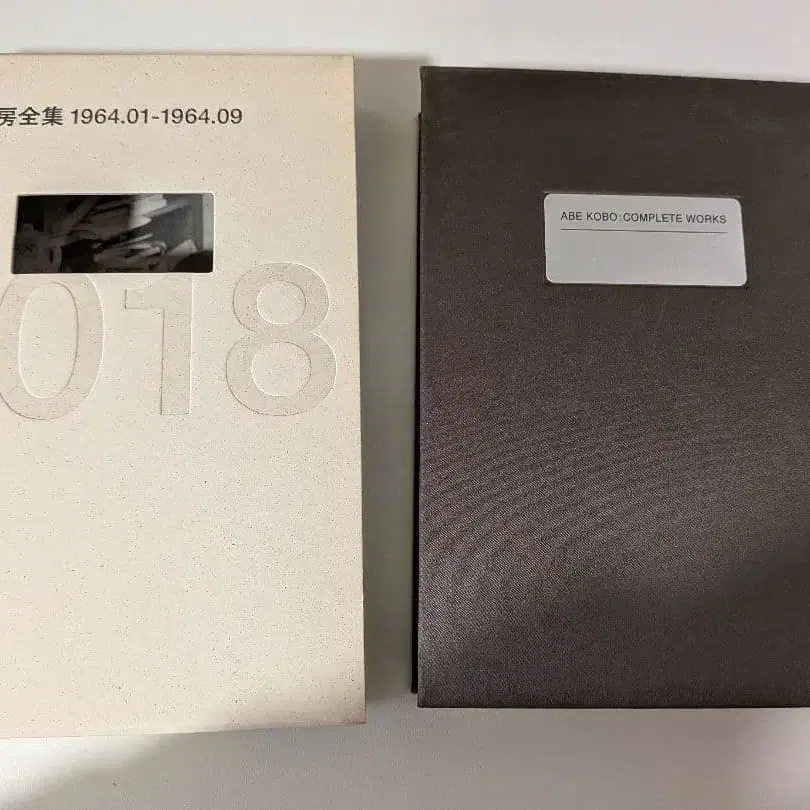 房全集 1964.01-1964.09
018
ABE KOBO:COMPLETE WORKS